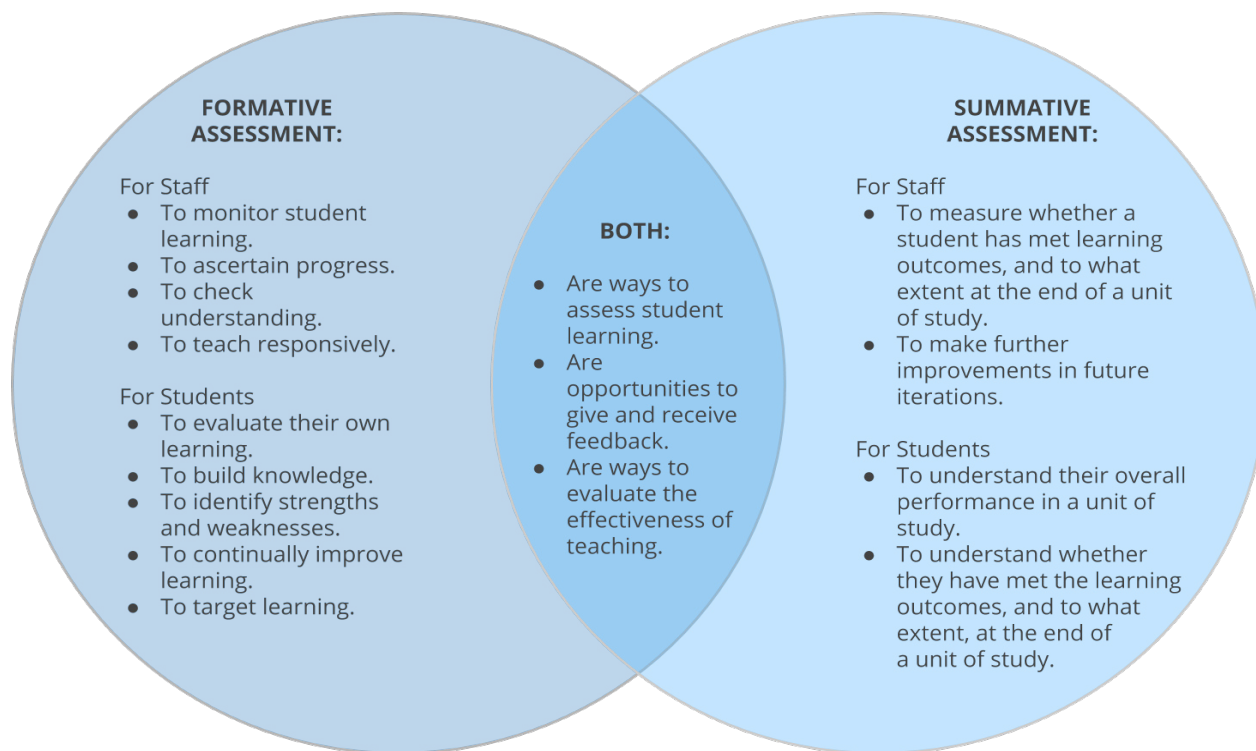 FORMATIVE
ASSESSMENT:
For Staff
● To monitor student
learning.
● To ascertain progress.
● To check
understanding.
● To teach responsively.
For Students
● To evaluate their own
learning.
● To build knowledge.
● To identify strengths
and weaknesses.
● To continually improve
learning.
● To target learning.
BOTH:
● Are ways to
assess student
learning.
● Are
opportunities to
give and receive
feedback.
● Are ways to
evaluate the
effectiveness of
teaching.
SUMMATIVE
ASSESSMENT:
For Staff
● To measure whether a
student has met learning
outcomes, and to what
extent at the end of a unit
of study.
● To make further
improvements in future
iterations.
For Students
● To understand their overall
performance in a unit of
study.
● To understand whether
they have met the learning
outcomes, and to what
extent, at the end of
a unit of study.